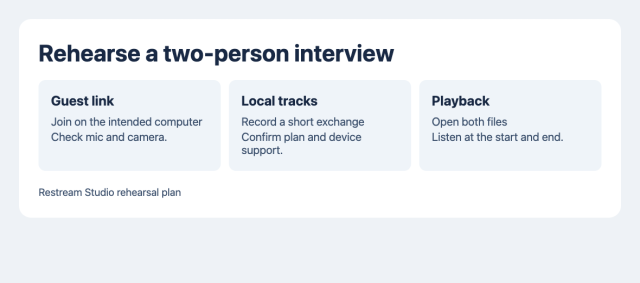 Rehearse a two-person interview
Guest link
Join on the intended computer
Check mic and camera.
Local tracks
Record a short exchange
Confirm plan and device
support.
Playback
Open both files
Listen at the start and end.
Restream Studio rehearsal plan